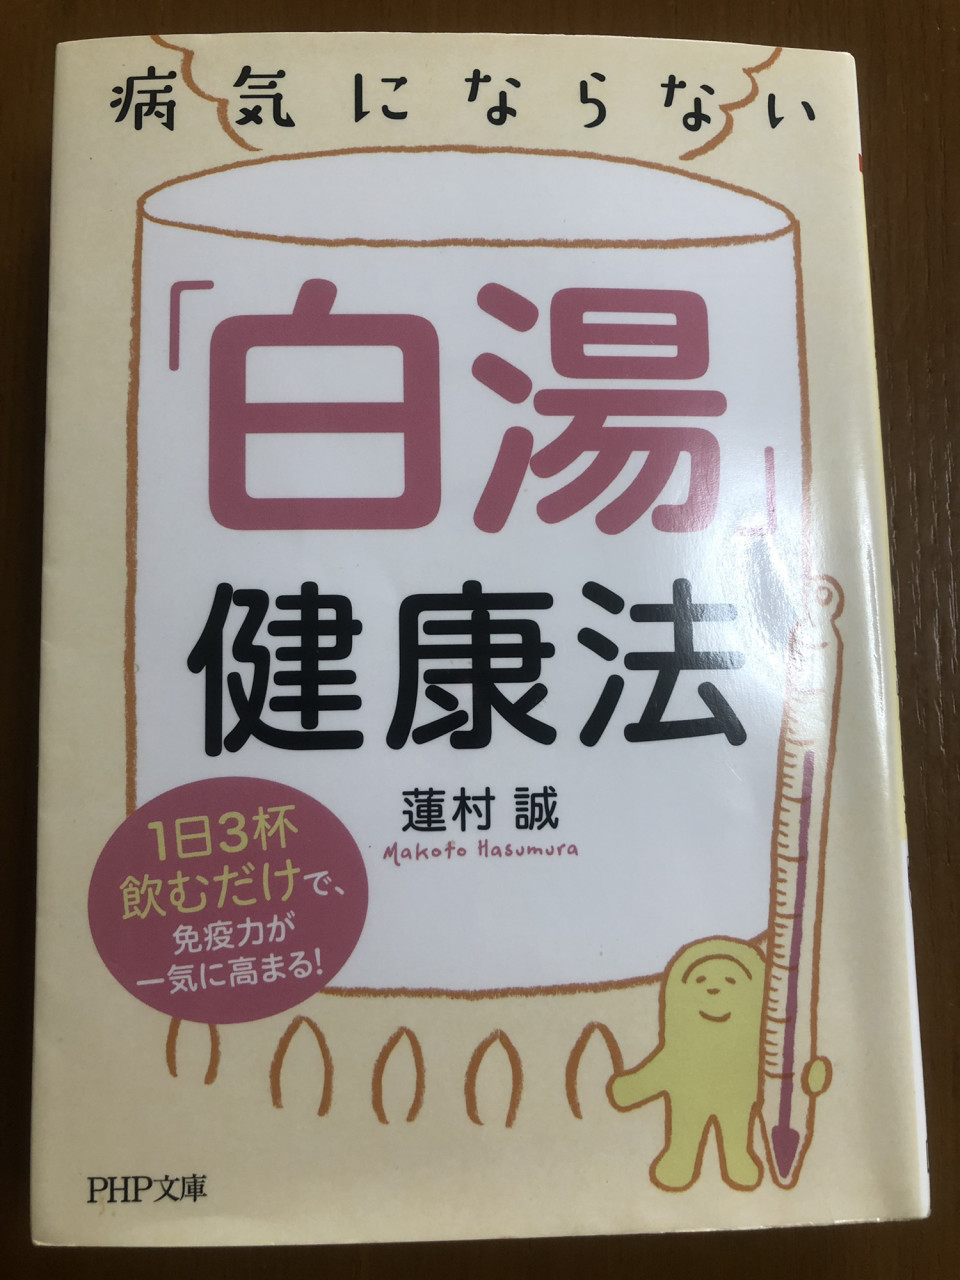 病気にならない
「白湯」
健康法
蓮村 誠
Makoto Hasumura
1日3杯
飲むだけで、
免疫力が
一気に高まる!
PHP文庫